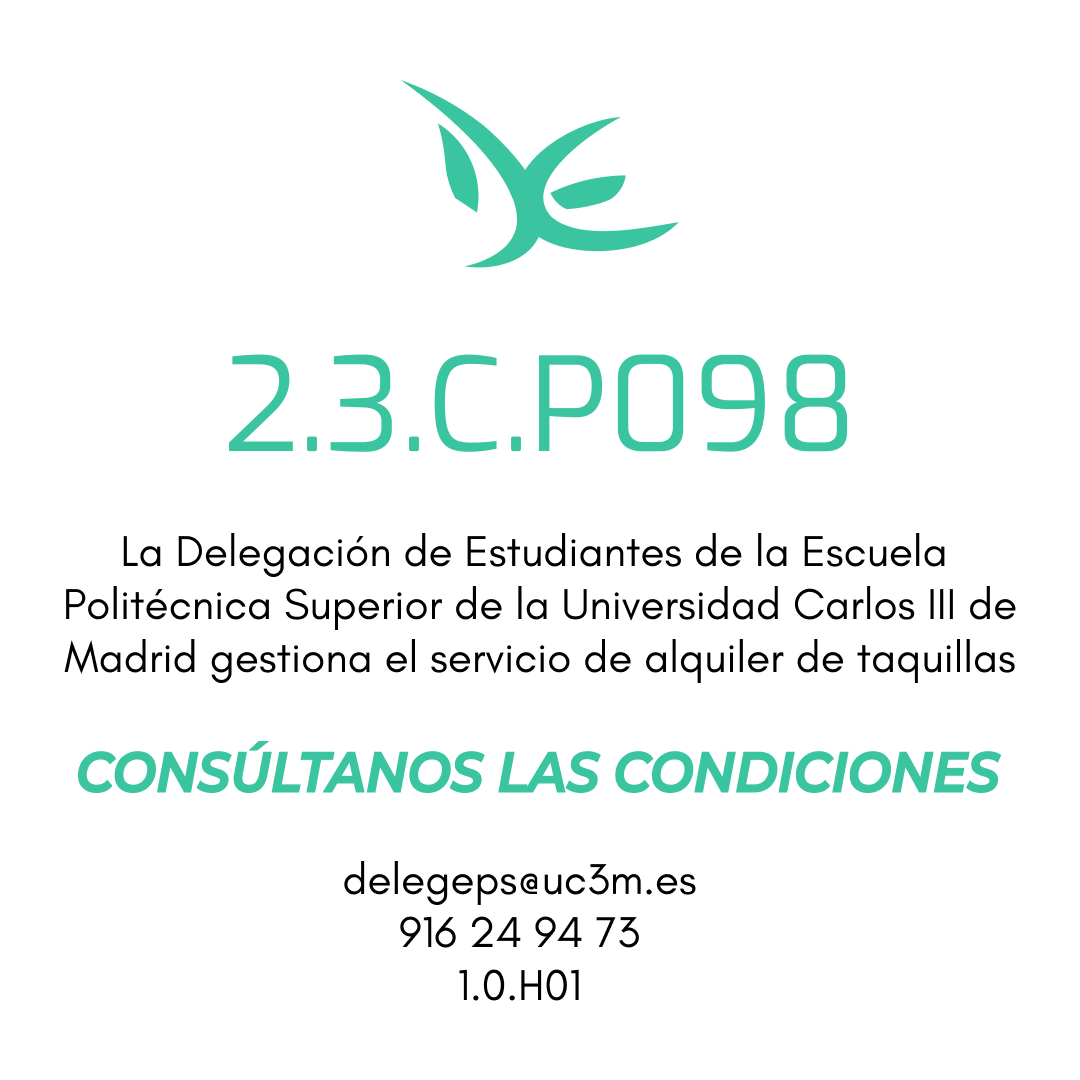 2.3.C.P098
La Delegación de Estudiantes de la Escuela
Politécnica Superior de la Universidad Carlos III de
Madrid gestiona el servicio de alquiler de taquillas
CONSÚLTANOS LAS CONDICIONES
delegeps@uc3m.es
916 24 94 73
1.0.H01